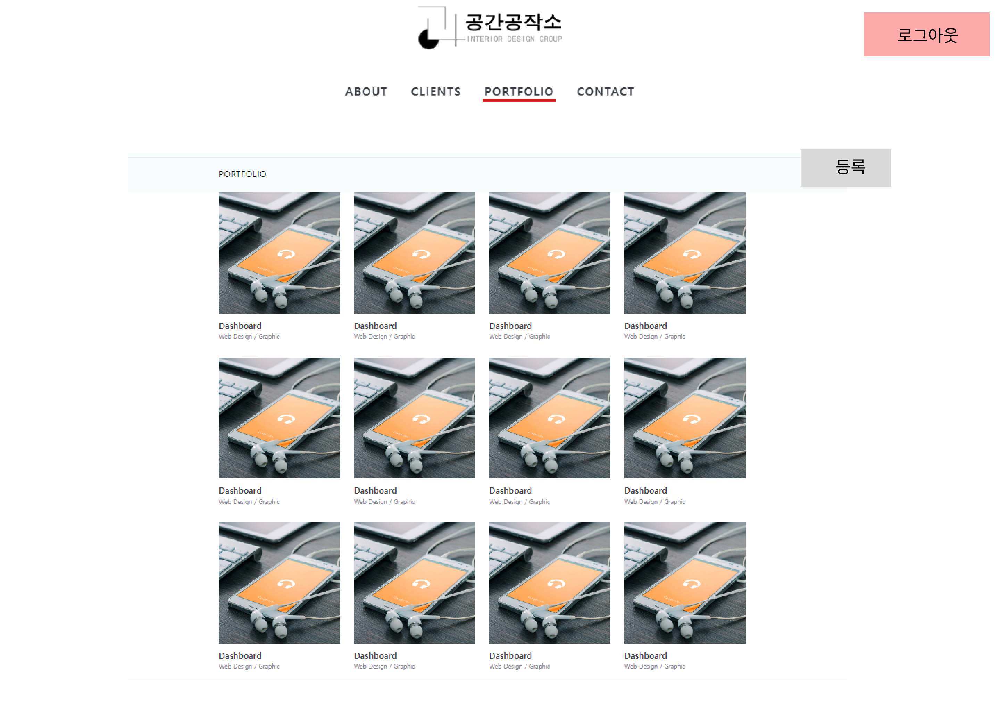 공간공작소
INTERIOR DESIGN GROUP
로그아웃
ABOUT CLIENTS PORTFOLIO CONTACT
등록
PORTFOLIO
Dashboard Dashboard Dashboard Dashboard
Web Design / Graphic Web Design / Graphic Web Design / Graphic Web Design / Graphic
Dashboard Dashboard Dashboard Dashboard
Web Design / Graphic Web Design / Graphic Web Design / Graphic Web Design / Graphic
Dashboard Dashboard Dashboard Dashboard
Web Design / Graphic Web Design / Graphic Web Design / Graphic Web Design / Graphic